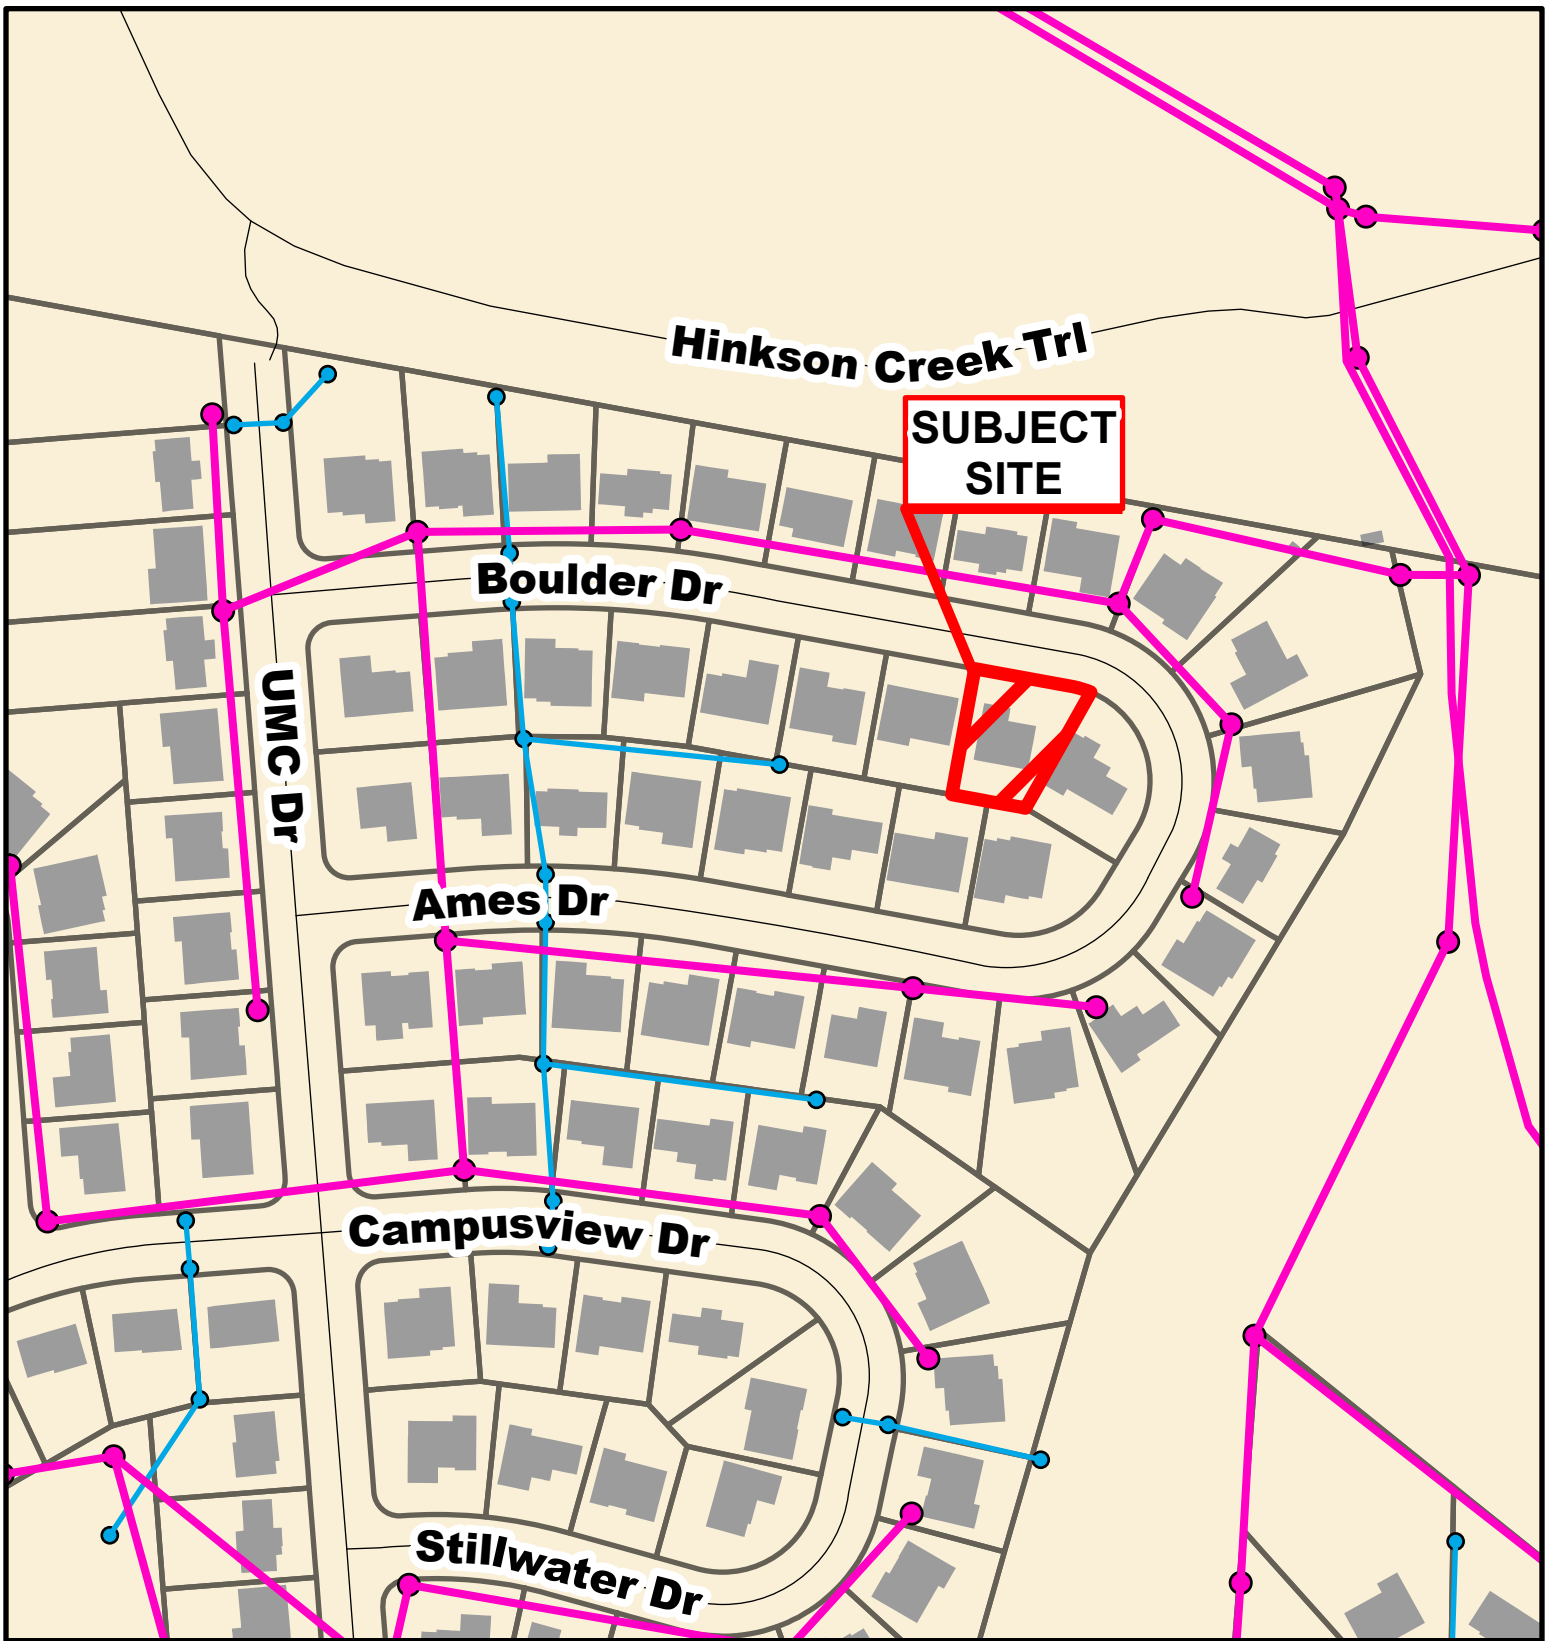 Hinkson Creek Trl
SUBJECT
SITE
Boulder Dr
UMC Dr
Ames Dr
Campusview Dr
Stillwater Dr